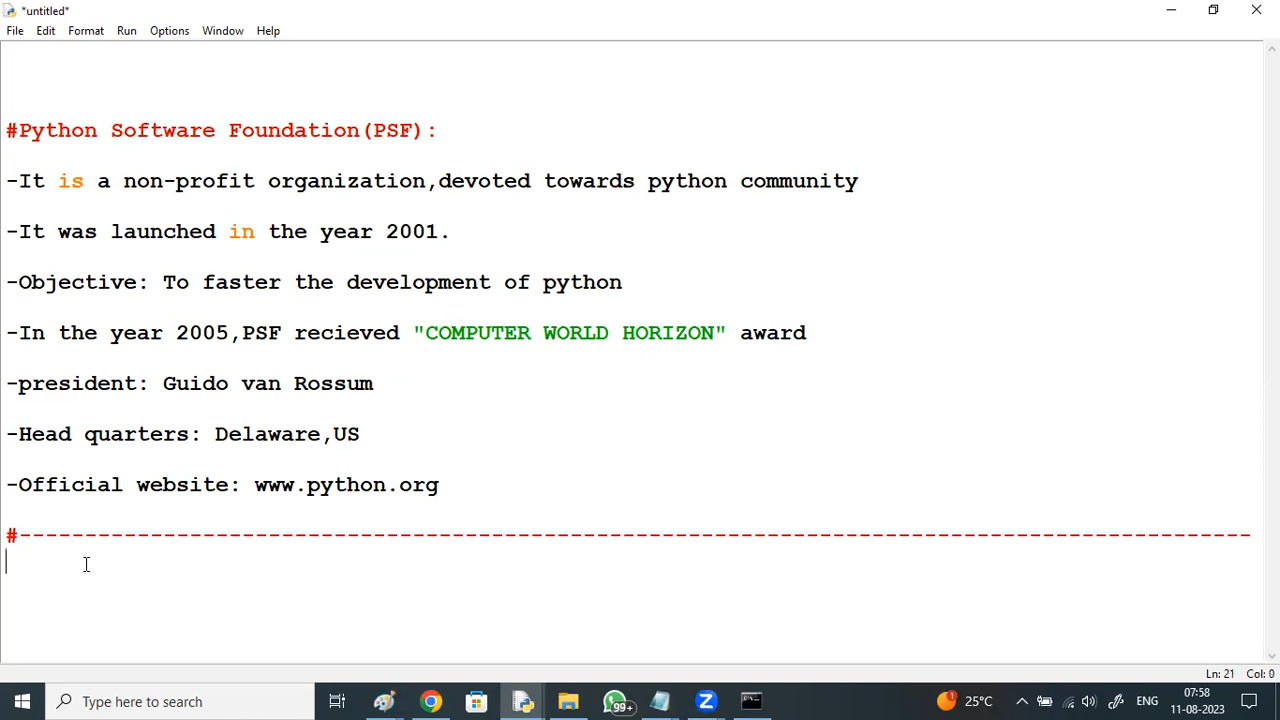 *untitled*
File Edit Format Run Options Window Help
#Python Software Foundation(PSF):
-It is a non-profit organization,devoted towards python community
-It was launched in the year 2001.
-Objective: To faster the development of python
-In the year 2005,PSF recieved "COMPUTER WORLD HORIZON" award
-president: Guido van Rossum
-Head quarters: Delaware,US
-Official website: www.python.org
#----------------------------------------------------------------------------------------------
Ln: 21 Col: 0
Type here to search
99+
1
25°C
ENG
07:58
11-08-2023